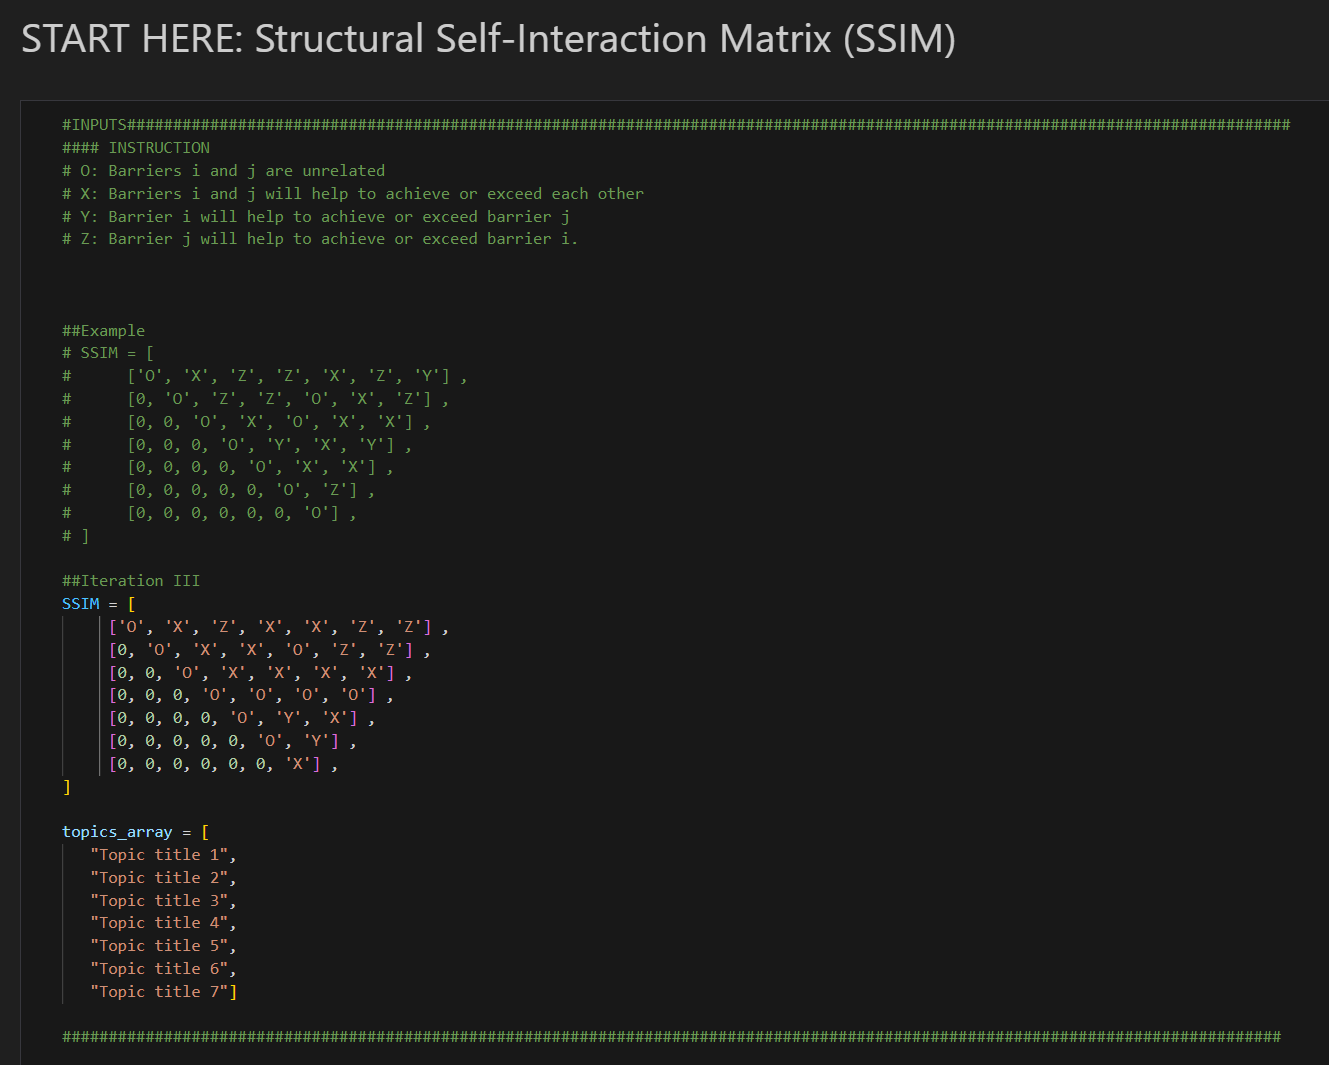 START HERE: Structural Self-Interaction Matrix (SSIM)
#INPUTS##############################################################################################################################
#### INSTRUCTION
# O: Barriers i and j are unrelated
# X: Barriers i and j will help to achieve or exceed each other
# Y: Barrier i will help to achieve or exceed barrier j
# Z: Barrier j will help to achieve or exceed barrier i.
##Example
# SSIM = [
#      ['O', 'X', 'Z', 'Z', 'X', 'Z', 'Y'] ,
#      [0, 'O', 'Z', 'Z', 'O', 'X', 'Z'] ,
#      [0, 0, 'O', 'X', 'O', 'X', 'X'] ,
#      [0, 0, 0, 'O', 'Y', 'X', 'Y'] ,
#      [0, 0, 0, 0, 'O', 'X', 'X'] ,
#      [0, 0, 0, 0, 0, 'O', 'Z'] ,
#      [0, 0, 0, 0, 0, 0, 'O'] ,
# ]
##Iteration III
SSIM = [
     ['O', 'X', 'Z', 'X', 'X', 'Z', 'Z'] ,
     [0, 'O', 'X', 'X', 'O', 'Z', 'Z'] ,
     [0, 0, 'O', 'X', 'X', 'X', 'X'] ,
     [0, 0, 0, 'O', 'O', 'O', 'O'] ,
     [0, 0, 0, 0, 'O', 'Y', 'X'] ,
     [0, 0, 0, 0, 0, 'O', 'Y'] ,
     [0, 0, 0, 0, 0, 0, 'X'] ,
]
topics_array = [
   "Topic title 1",
   "Topic title 2",
   "Topic title 3",
   "Topic title 4",
   "Topic title 5",
   "Topic title 6",
   "Topic title 7"]
####################################################################################################################################